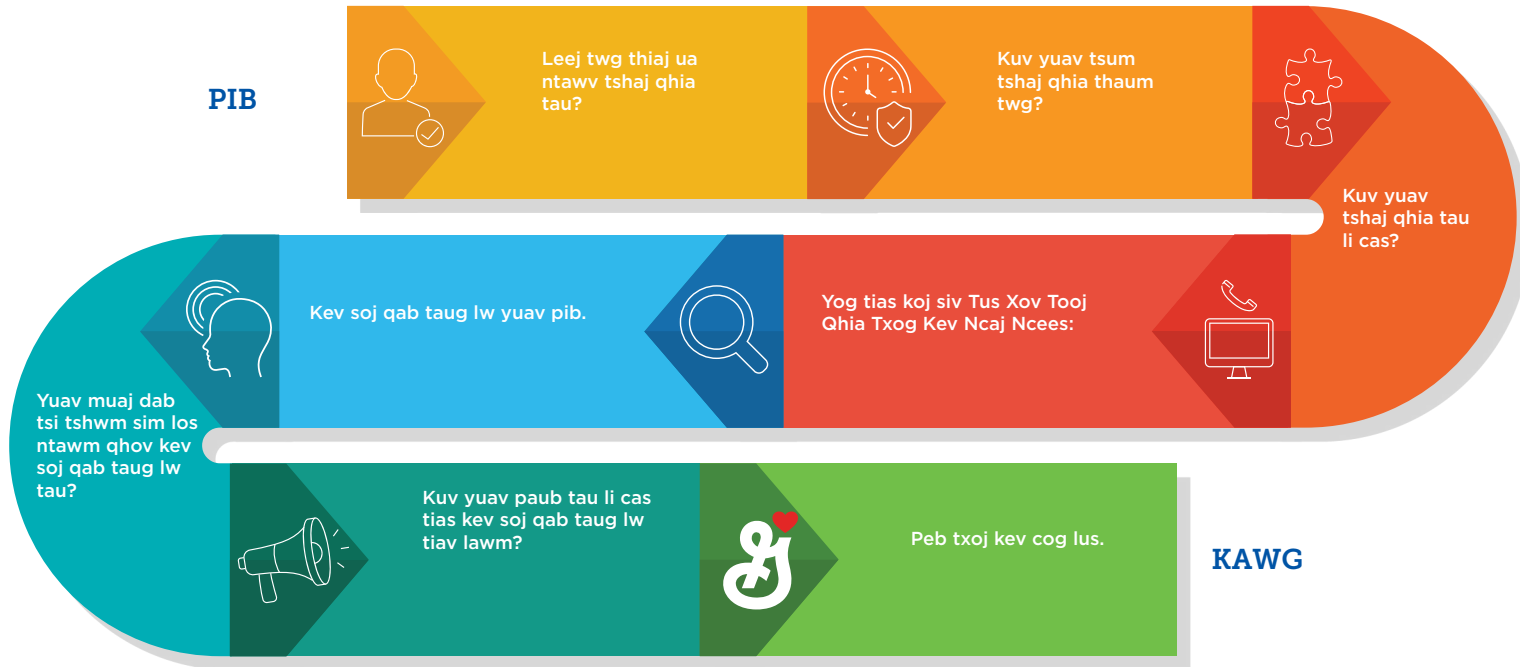 PIB
Leej twg thiaj ua
ntawv tshaj qhia
tau?
Kuv yuav tsum
tshaj qhia thaum
twg?
Kuv yuav
tshaj qhia tau
li cas?
Yog tias koj siv Tus Xov Tooj
Qhia Txog Kev Ncaj Ncees:
Kev soj qab taug lw yuav pib.
Yuav muaj dab
tsi tshwm sim los
ntawm qhov kev
soj qab taug lw
tau?
Kuv yuav paub tau li cas
tias kev soj qab taug lw
tiav lawm?
Peb txoj kev cog lus.
KAWG